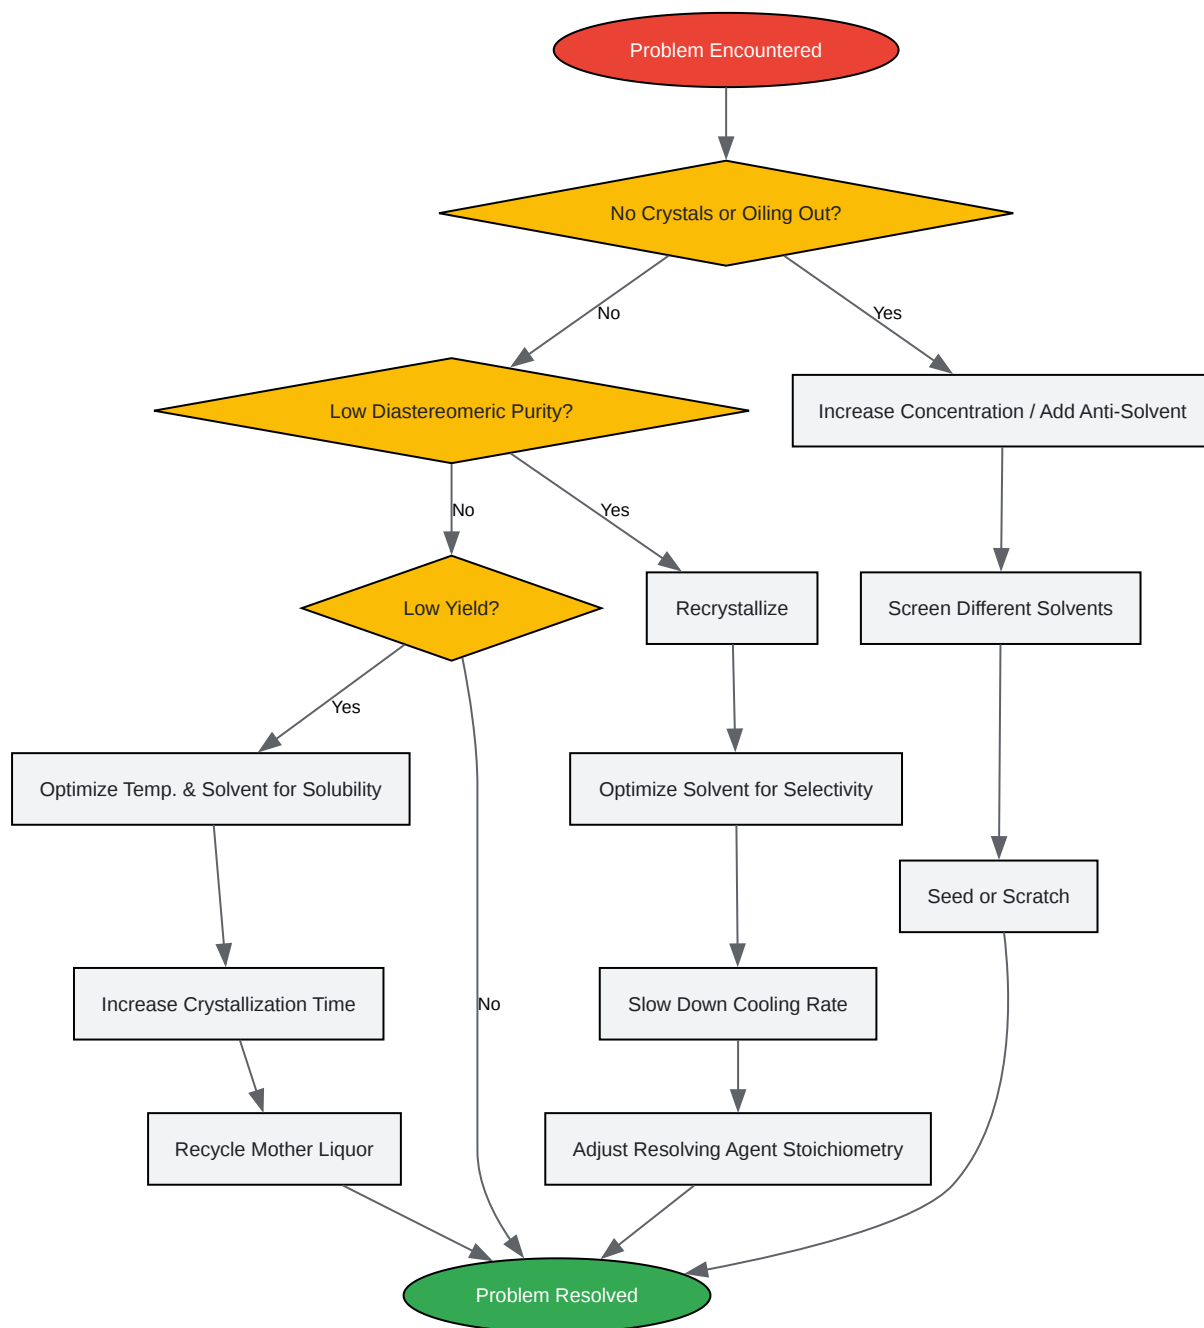 Problem Encountered
No Crystals or Oiling Out?
No
Yes
Low Diastereomeric Purity?
Increase Concentration / Add Anti-Solvent
No
Yes
Low Yield?
Recrystallize
Screen Different Solvents
Yes
Optimize Temp. & Solvent for Solubility
Optimize Solvent for Selectivity
Seed or Scratch
Increase Crystallization Time
No
Slow Down Cooling Rate
Recycle Mother Liquor
Adjust Resolving Agent Stoichiometry
Problem Resolved